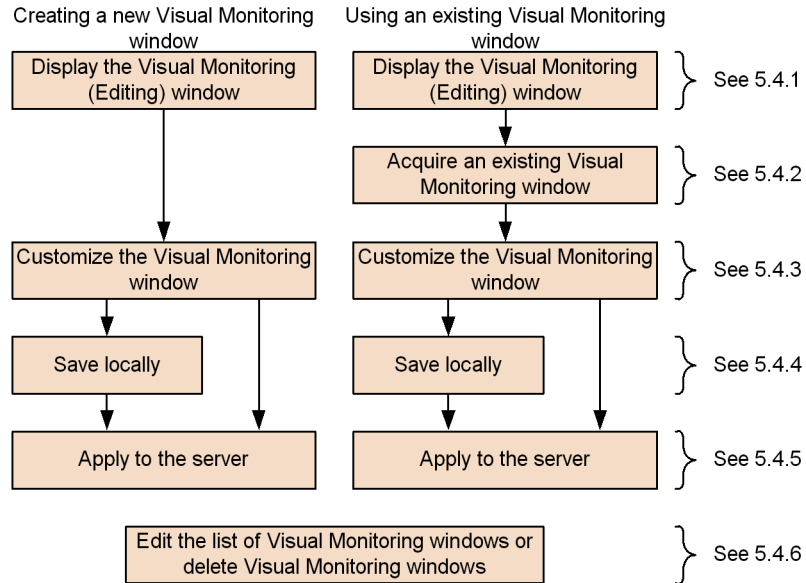 Creating a new Visual Monitoring
window
Using an existing Visual Monitoring
window
Display the Visual Monitoring
(Editing) window
Display the Visual Monitoring
(Editing) window
See 5.4.1
Acquire an existing Visual
Monitoring window
See 5.4.2
Customize the Visual Monitoring
window
Customize the Visual Monitoring
window
See 5.4.3
Save locally
Save locally
See 5.4.4
Apply to the server
Apply to the server
See 5.4.5
Edit the list of Visual Monitoring windows or
delete Visual Monitoring windows
See 5.4.6